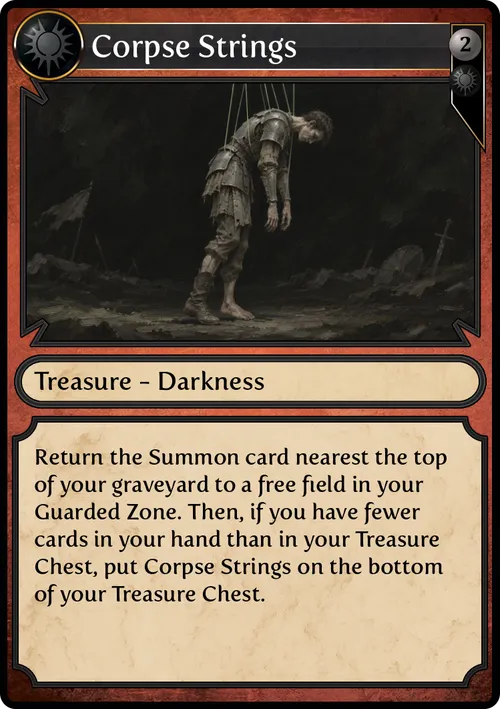 Corpse Strings
2
Treasure – Darkness
Return the Summon card nearest the top
of your graveyard to a free field in your
Guarded Zone. Then, if you have fewer
cards in your hand than in your Treasure
Chest, put Corpse Strings on the bottom
of your Treasure Chest.